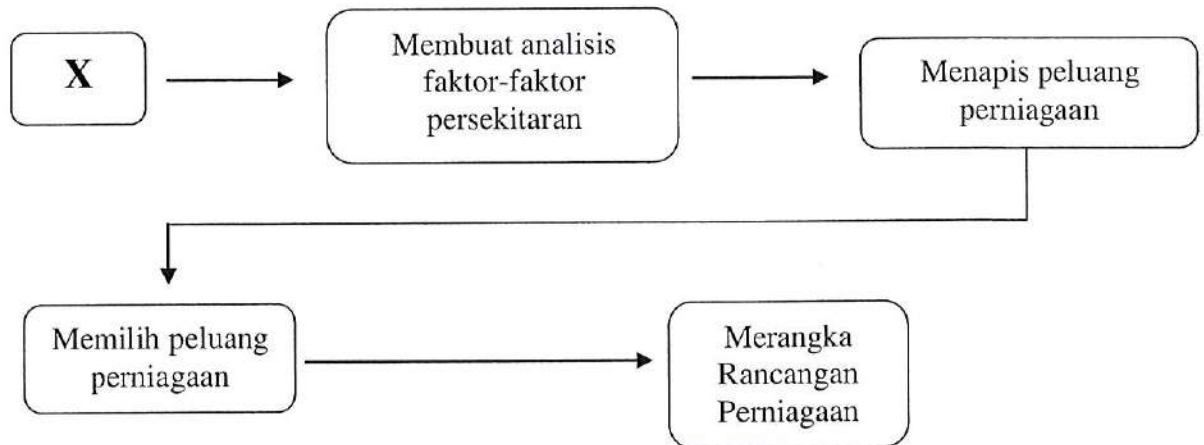 X
Membuat analisis
faktor-faktor
persekitaran
Menapis peluang
perniagaan
Memilih peluang
perniagaan
Merangka
Rancangan
Perniagaan